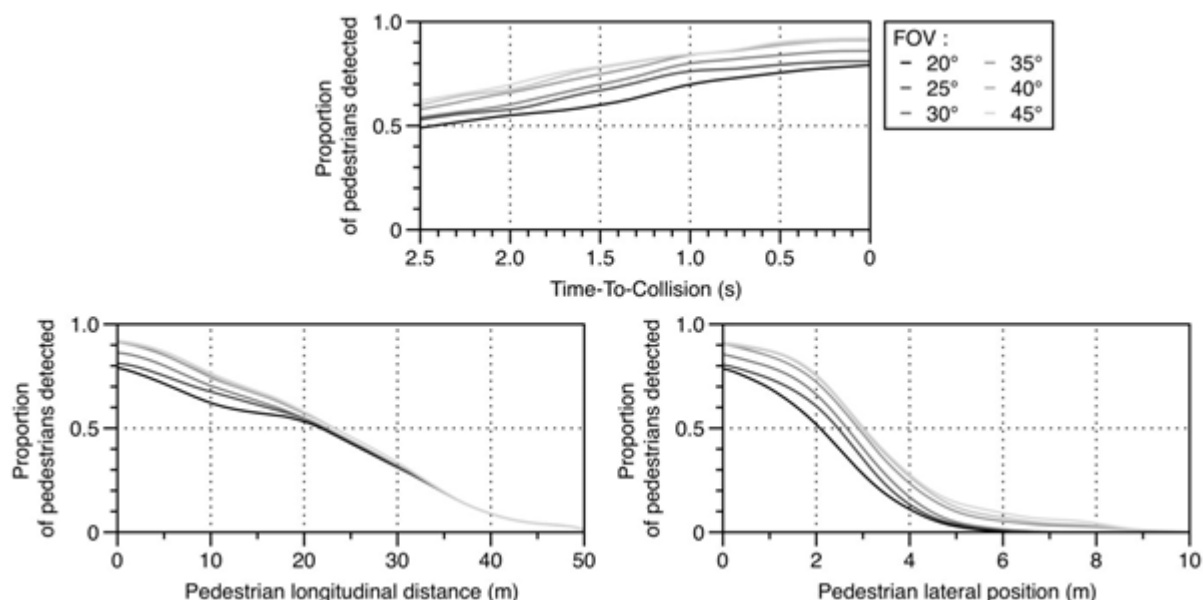 1.0
0.5
0
Proportion
of pedestrians detected
2.5 2.0 1.5 1.0 0.5 0
Time-To-Collision (s)
FOV :
20° 35°
25° 40°
30° 45°
1.0
0.5
0
Proportion
of pedestrians detected
0 10 20 30 40 50
Pedestrian longitudinal distance (m)
1.0
0.5
0
Proportion
of pedestrians detected
0 2 4 6 8 10
Pedestrian lateral position (m)